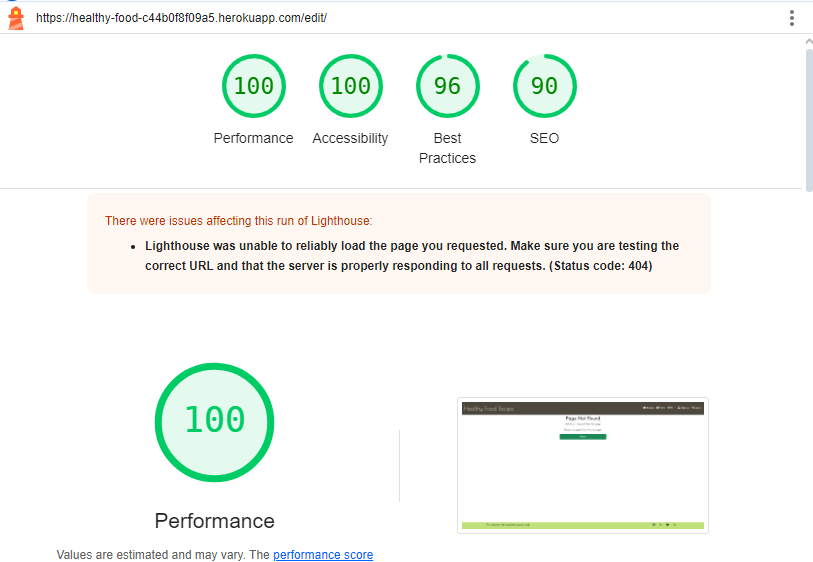 https://healthy-food-c44b0f8f09a5.herokuapp.com/edit/
100
100
96
90
Performance
Accessibility
Best
Practices
SEO
There were issues affecting this run of Lighthouse:
• Lighthouse was unable to reliably load the page you requested. Make sure you are testing the
correct URL and that the server is properly responding to all requests. (Status code: 404)
100
Performance
Values are estimated and may vary. The performance score
Healthy Food Recips
Page Not Found